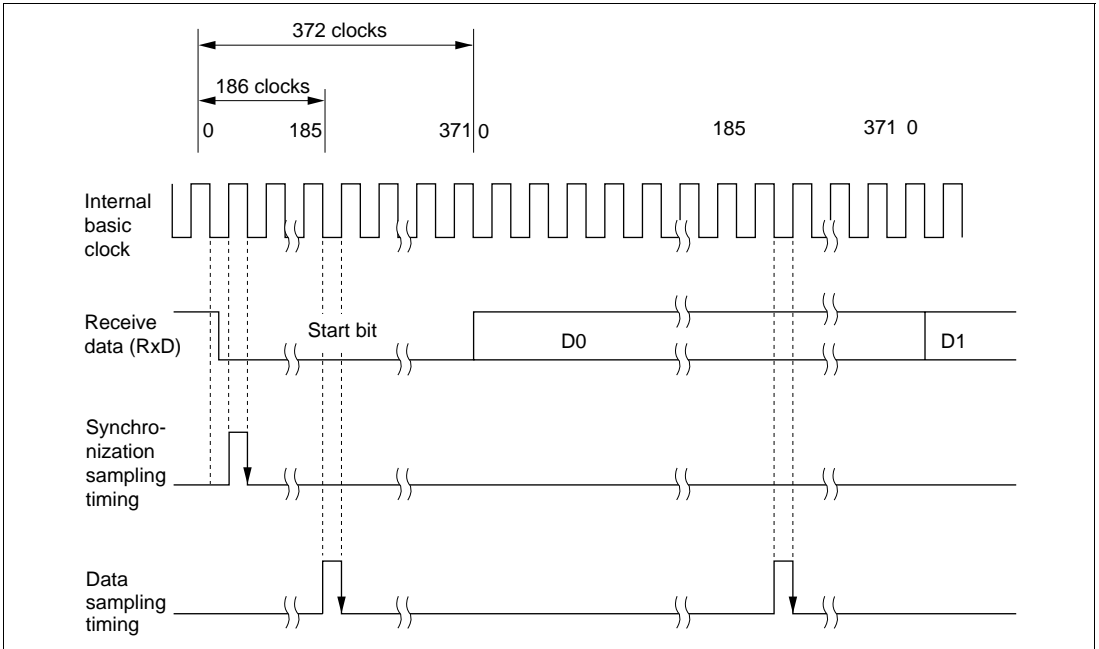 372 clocks
186 clocks
0 185 371 0 185 371 0
Internal
basic
clock
Receive
data (RxD)
Start bit
D0
D1
Synchro-
nization
sampling
timing
Data
sampling
timing